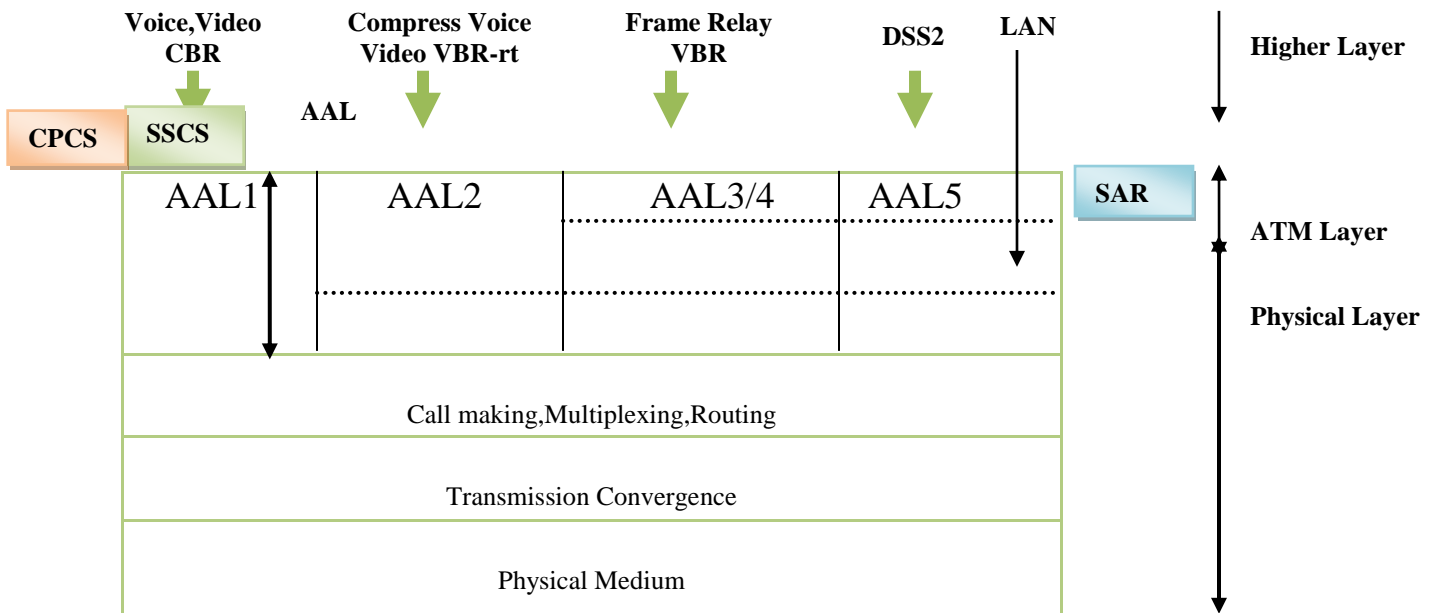 Voice,Video
CBR
Compress Voice
Video VBR-rt
Frame Relay
VBR
DSS2
LAN
Higher Layer
AAL
CPCS
SSCS
AAL1
AAL2
AAL3/4
AAL5
SAR
ATM Layer
Physical Layer
Call making,Multiplexing,Routing
Transmission Convergence
Physical Medium